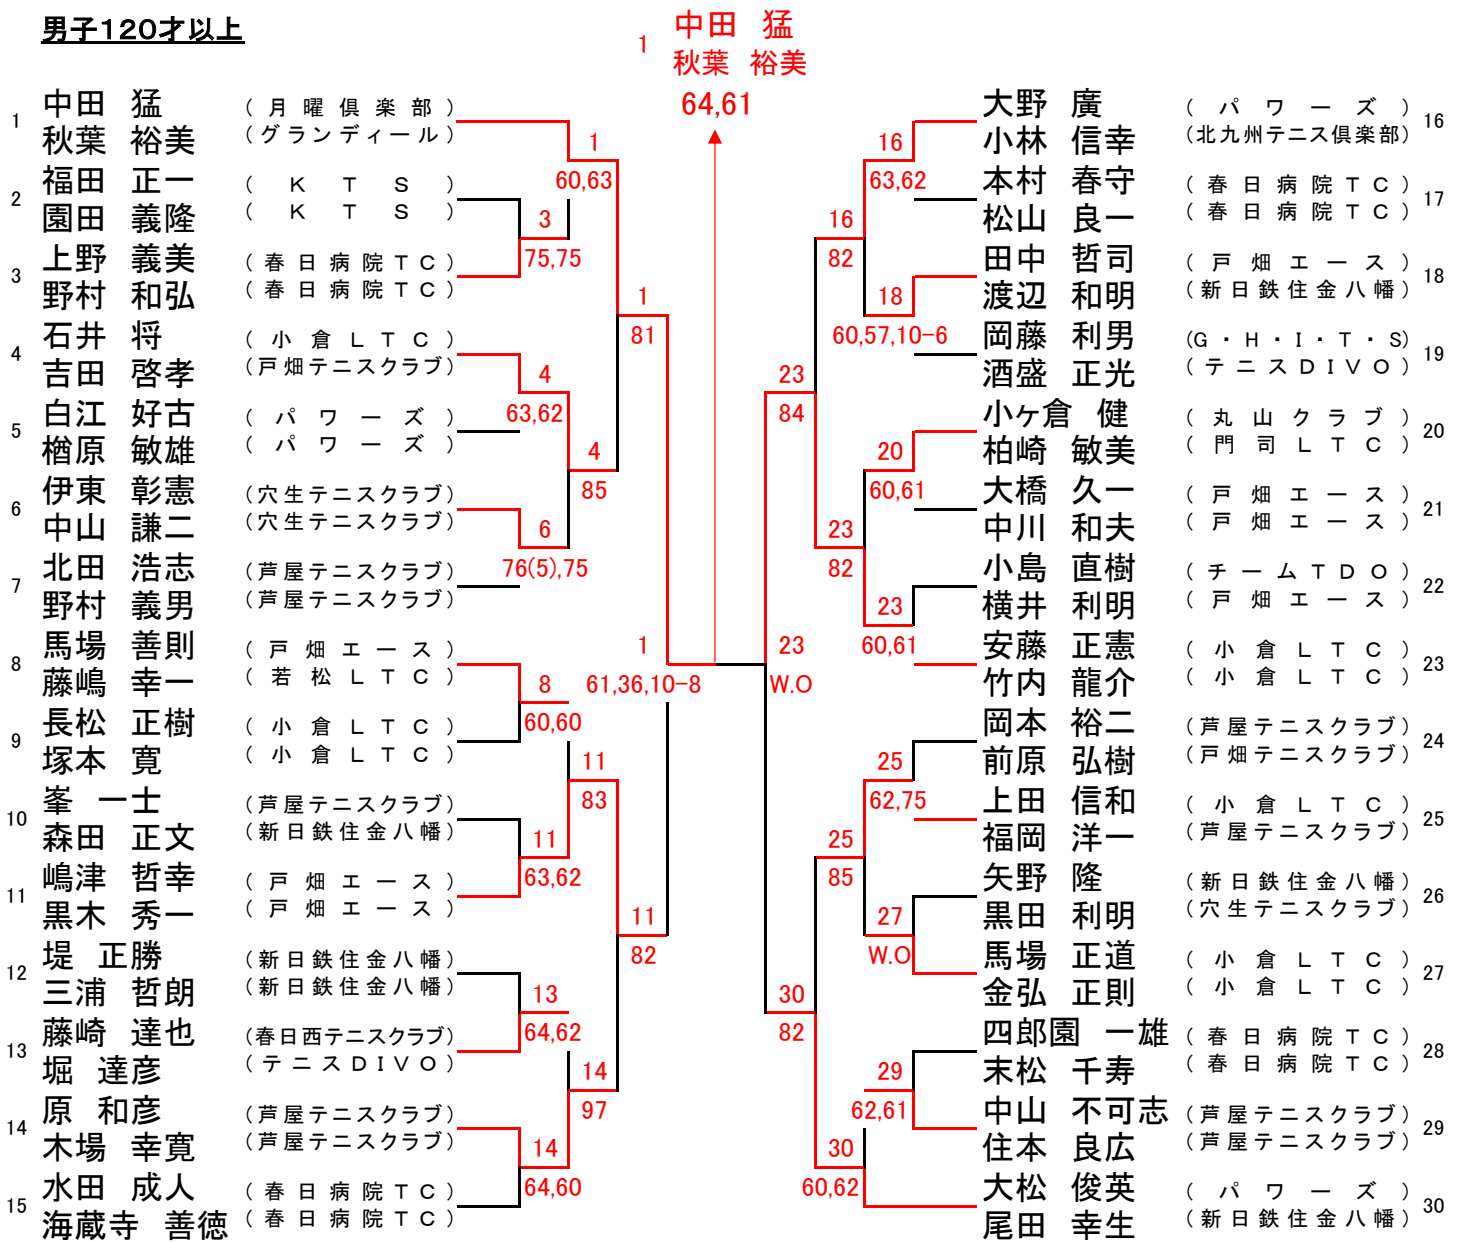 男子120才以上
1 中田 猛
秋葉 裕美
64,61
1 中田 猛 (月曜倶楽部)
秋葉 裕美 (グランディール)
2 福田 正一 (KTS)
園田 義隆 (KTS)
3 上野 義美 (春日病院TC)
野村 和弘 (春日病院TC)
4 石井 将 (小倉LTC)
吉田 啓孝 (戸畑テニスクラブ)
5 白江 好古 (パワーズ)
楢原 敏雄 (パワーズ)
6 伊東 彰憲 (穴生テニスクラブ)
中山 謙二 (穴生テニスクラブ)
7 北田 浩志 (芦屋テニスクラブ)
野村 義男 (芦屋テニスクラブ)
8 馬場 善則 (戸畑エース)
藤嶋 幸一 (若松LTC)
9 長松 正樹 (小倉LTC)
塚本 寛 (小倉LTC)
10 峯 一士 (芦屋テニスクラブ)
森田 正文 (新日鉄住金八幡)
11 嶋津 哲幸 (戸畑エース)
黒木 秀一 (戸畑エース)
12 堤 正勝 (新日鉄住金八幡)
三浦 哲朗 (新日鉄住金八幡)
13 藤崎 達也 (春日西テニスクラブ)
堀 達彦 (テニスDIVO)
14 原 和彦 (芦屋テニスクラブ)
木場 幸寛 (芦屋テニスクラブ)
15 水田 成人 (春日病院TC)
海蔵寺 善徳 (春日病院TC)
1
60,63
3
75,75
1
81
4
63,62
4
85
6
76(5),75
1
61,36,10-8
8
60,60
11
83
11
63,62
11
82
13
64,62
14
97
14
64,60
16
63,62
16
82
18
60,57,10-6
23
84
20
60,61
23
82
23
60,61
23
W.O
25
62,75
25
85
27
W.O
30
82
29
62,61
30
60,62
大野 廣 (パワーズ) 16
小林 信幸 (北九州テニス倶楽部)
本村 春守 (春日病院TC) 17
松山 良一 (春日病院TC)
田中 哲司 (戸畑エース) 18
渡辺 和明 (新日鉄住金八幡)
岡藤 利男 (G・H・I・T・S) 19
酒盛 正光 (テニスDIVO)
小ヶ倉 健 (丸山クラブ) 20
柏崎 敏美 (門司LTC)
大橋 久一 (戸畑エース) 21
中川 和夫 (戸畑エース)
小島 直樹 (チームTDO) 22
横井 利明 (戸畑エース)
安藤 正憲 (小倉LTC) 23
竹内 龍介 (小倉LTC)
岡本 裕二 (芦屋テニスクラブ) 24
前原 弘樹 (戸畑テニスクラブ)
上田 信和 (小倉LTC) 25
福岡 洋一 (芦屋テニスクラブ)
矢野 隆 (新日鉄住金八幡) 26
黒田 利明 (穴生テニスクラブ)
馬場 正道 (小倉LTC) 27
金弘 正則 (小倉LTC)
四郎園 一雄 (春日病院TC) 28
末松 千寿 (春日病院TC)
中山 不可志 (芦屋テニスクラブ) 29
住本 良広 (芦屋テニスクラブ)
大松 俊英 (パワーズ) 30
尾田 幸生 (新日鉄住金八幡)